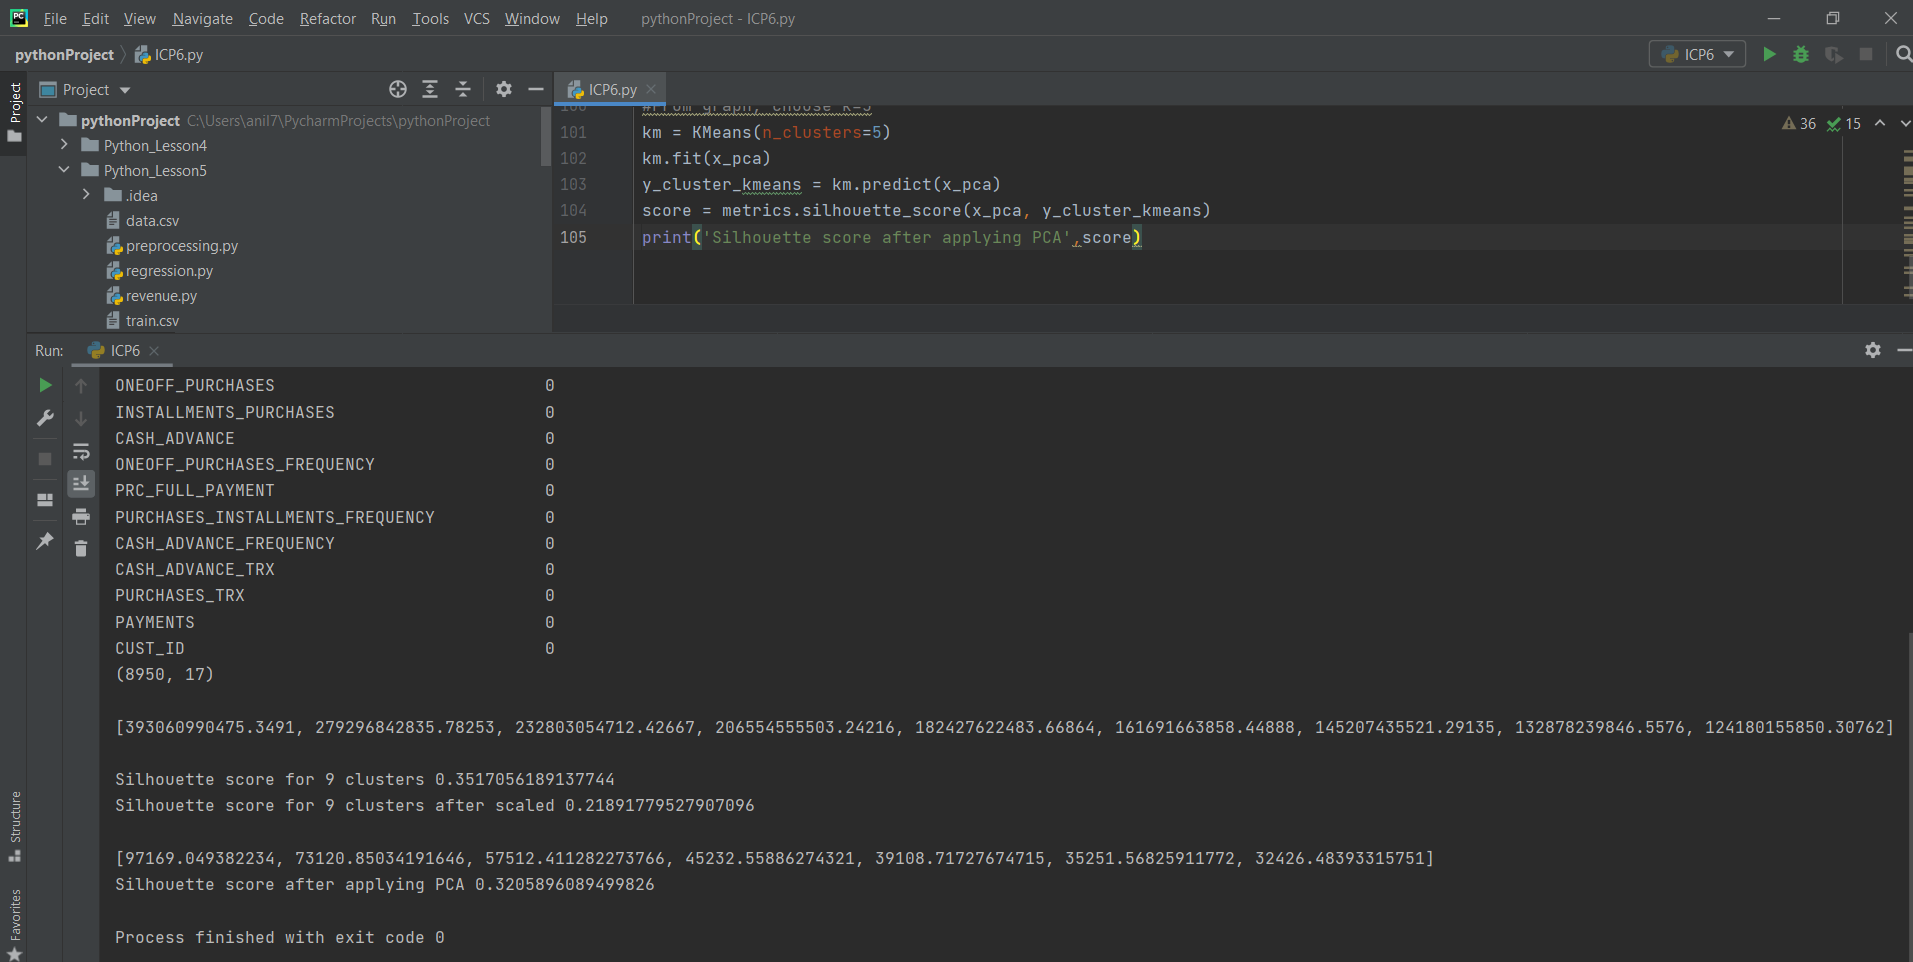 PC File Edit View Navigate Code Refactor Run Tools VCS Window Help pythonProject - ICP6.py
pythonProject ICP6.py ICP6
Project
Project
ICP6.py
pythonProject C:\Users\anil7\PycharmProjects\pythonProject
Python_Lesson4
Python_Lesson5
.idea
data.csv
preprocessing.py
regression.py
revenue.py
train.csv
100 #From graph, choose k=5
101 km = KMeans(n_clusters=5)
102 km.fit(x_pca)
103 y_cluster_kmeans = km.predict(x_pca)
104 score = metrics.silhouette_score(x_pca, y_cluster_kmeans)
105 print('Silhouette score after applying PCA',score)
36 15
Run: ICP6
ONEOFF_PURCHASES 0
INSTALLMENTS_PURCHASES 0
CASH_ADVANCE 0
ONEOFF_PURCHASES_FREQUENCY 0
PRC_FULL_PAYMENT 0
PURCHASES_INSTALLMENTS_FREQUENCY 0
CASH_ADVANCE_FREQUENCY 0
CASH_ADVANCE_TRX 0
PURCHASES_TRX 0
PAYMENTS 0
CUST_ID 0
(8950, 17)
[393060990475.3491, 279296842835.78253, 232803054712.42667, 206554555503.24216, 182427622483.66864, 161691663858.44888, 145207435521.29135, 132878239846.5576, 124180155850.30762]
Silhouette score for 9 clusters 0.3517056189137744
Silhouette score for 9 clusters after scaled 0.21891779527907096
[97169.049382234, 73120.85034191646, 57512.411282273766, 45232.55886274321, 39108.71727674715, 35251.56825911772, 32426.48393315751]
Silhouette score after applying PCA 0.3205896089499826
Process finished with exit code 0
Structure
Favorites